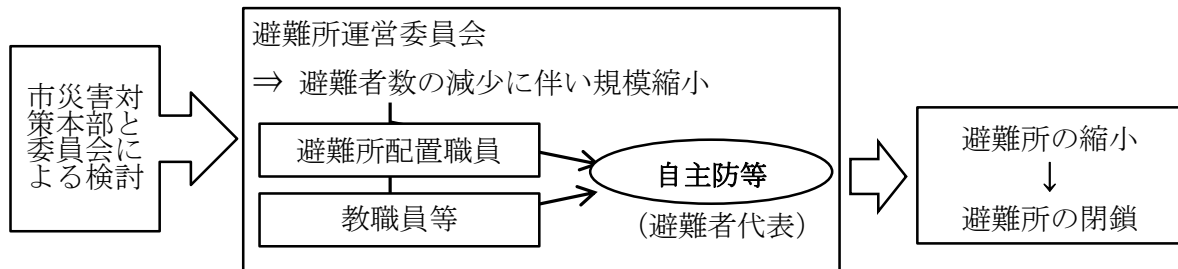 市災害対
策本部と
委員会に
よる検討
避難所運営委員会
⇒ 避難者数の減少に伴い規模縮小
避難所配置職員
教職員等
自主防等
（避難者代表）
避難所の縮小
↓
避難所の閉鎖